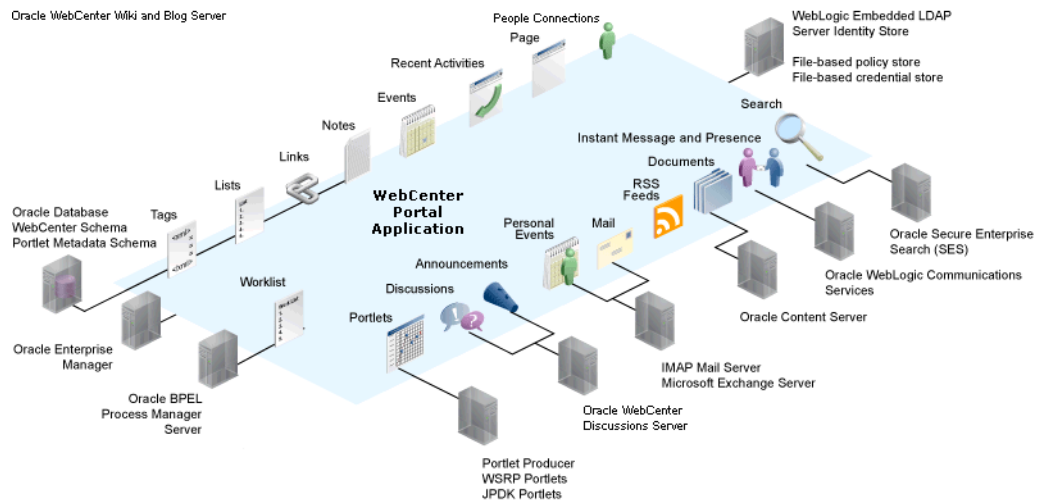 Oracle WebCenter Wiki and Blog Server
People Connections
Page
Recent Activities
Events
Notes
Links
Lists
Tags
WebLogic Embedded LDAP
Server Identity Store
File-based policy store
File-based credential store
Search
Instant Message and Presence
Documents
RSS
Feeds
Mail
Personal
Events
Announcements
Discussions
Portlets
Worklist
WebCenter
Portal
Application
Oracle Database
WebCenter Schema
Portlet Metadata Schema
Oracle Enterprise
Manager
Oracle BPEL
Process Manager
Server
Portlet Producer
WSRP Portlets
JPDK Portlets
Oracle WebCenter
Discussions Server
IMAP Mail Server
Microsoft Exchange Server
Oracle Content Server
Oracle WebLogic Communications
Services
Oracle Secure Enterprise
Search (SES)